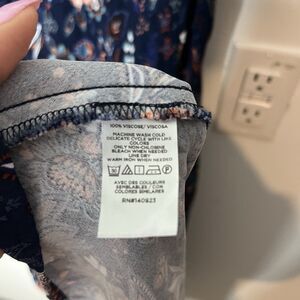 100% VISCOSE/ VISCOSA
MACHINE WASH COLD
DELICATE CYCLE WITH LIKE
COLORS
ONLY NON-CHLORINE
BLEACH WHEN NEEDED
LINE DRY
WARM IRON WHEN NEEDED
AVEC DES COULEURS
SEMBLABLES / CON
COLORES SIMILARES
RN#140923